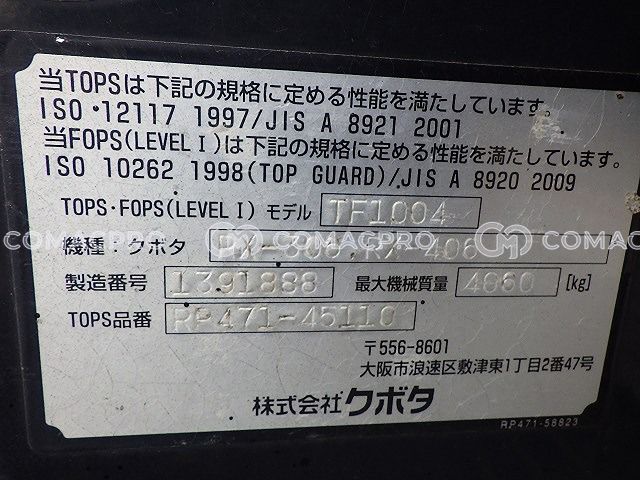 当TOPSは下記の規格に定める性能を満たしています。
ISO 12117 1997/JIS A 8921 2001
当FOPS(LEVEL I)は下記の規格に定める性能を満たしています。
ISO 10262 1998(TOP GUARD)/JIS A 8920 2009
TOPS・FOPS(LEVEL I) モデル TF1004
COMACPRO COMACPRO COMACPRO
機種:クボタ
製造番号 1391888 最大機械質量 4060 [kg]
TOPS品番 RP471-45110
〒556-8601
大阪市浪速区敷津東1丁目2番47号
株式会社クボタ
RP471-58823